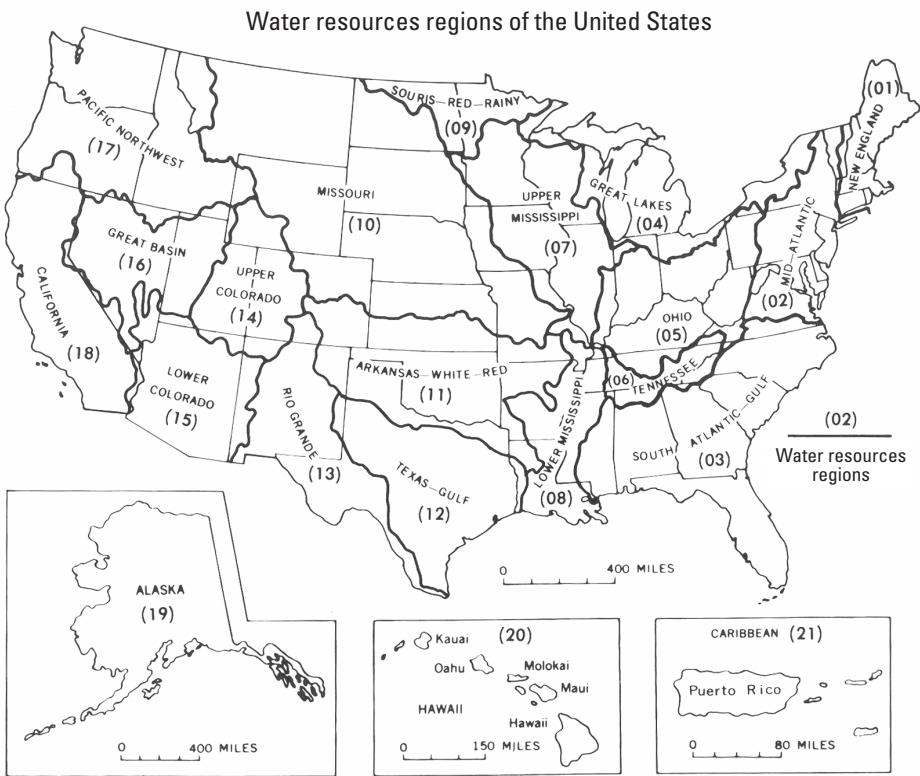 Water resources regions of the United States
PACIFIC NORTHWEST
(17)
SOURIS–RED–RAINY
(09)
(01)
NEW ENGLAND
MISSOURI
(10)
UPPER
MISSISSIPPI
(07)
GREAT LAKES
(04)
MID–ATLANTIC
(02)
GREAT BASIN
(16)
UPPER
COLORADO
(14)
OHIO
(05)
CALIFORNIA
(18)
LOWER
COLORADO
(15)
ARKANSAS–WHITE–RED
(11)
(06)
TENNESSEE
RIO GRANDE
(13)
TEXAS–GULF
(12)
LOWER MISSISSIPPI
(08)
SOUTH ATLANTIC–GULF
(03)
(02)
Water resources
regions
0 400 MILES
ALASKA
(19)
0 400 MILES
(20)
Kauai
Oahu
Molokai
Maui
HAWAII
Hawaii
0 150 MILES
CARIBBEAN (21)
Puerto Rico
0 80 MILES